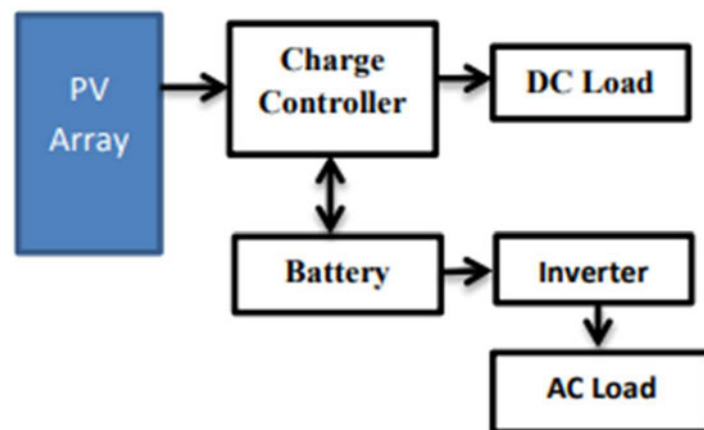 PV
Array
Charge
Controller
DC Load
Battery
Inverter
AC Load